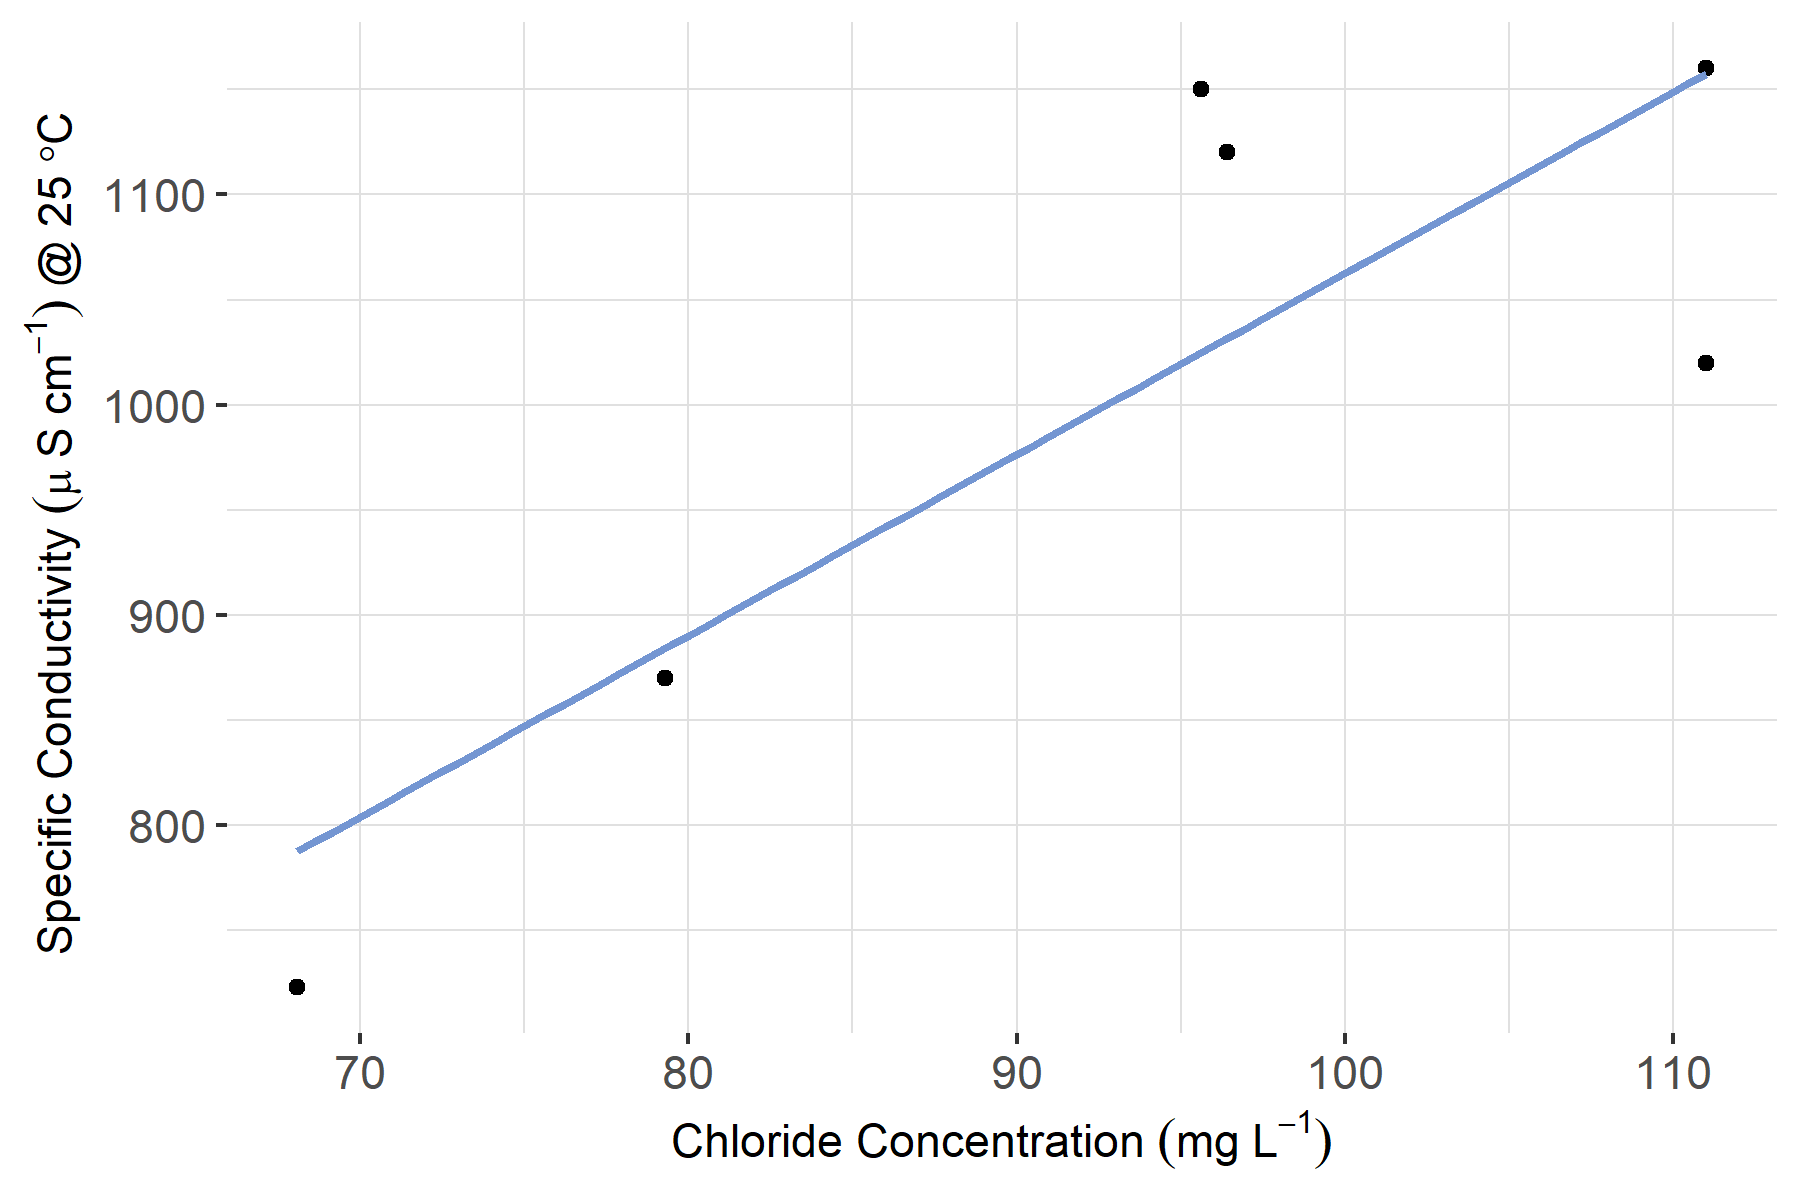 Specific Conductivity (μ S cm⁻¹) @ 25 °C
1100
1000
900
800
70 80 90 100 110
Chloride Concentration (mg L⁻¹)